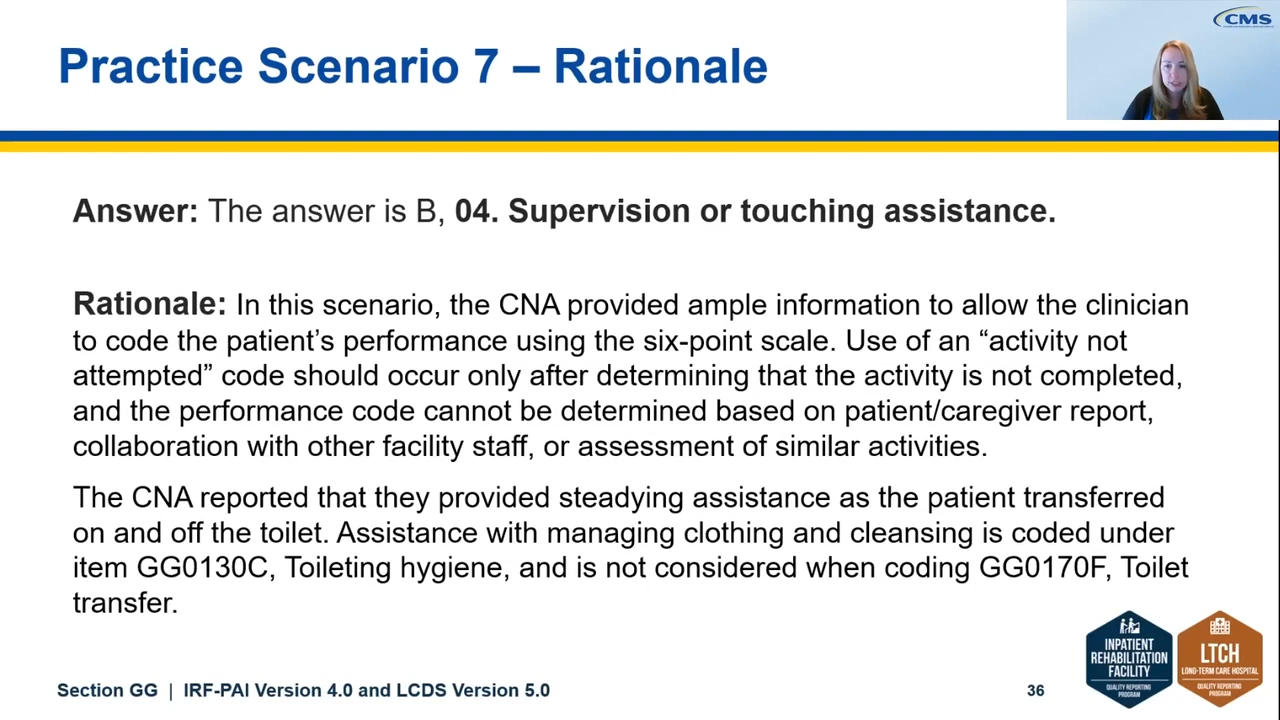 CMS
Practice Scenario 7 – Rationale
Answer: The answer is B, 04. Supervision or touching assistance.
Rationale: In this scenario, the CNA provided ample information to allow the clinician
to code the patient’s performance using the six-point scale. Use of an “activity not
attempted” code should occur only after determining that the activity is not completed,
and the performance code cannot be determined based on patient/caregiver report,
collaboration with other facility staff, or assessment of similar activities.
The CNA reported that they provided steadying assistance as the patient transferred
on and off the toilet. Assistance with managing clothing and cleansing is coded under
item GG0130C, Toileting hygiene, and is not considered when coding GG0170F, Toilet
transfer.
INPATIENT
REHABILITATION
FACILITY
QUALITY REPORTING
PROGRAM
LTCH
LONG-TERM CARE HOSPITAL
QUALITY REPORTING
PROGRAM
Section GG | IRF-PAI Version 4.0 and LCDS Version 5.0
36